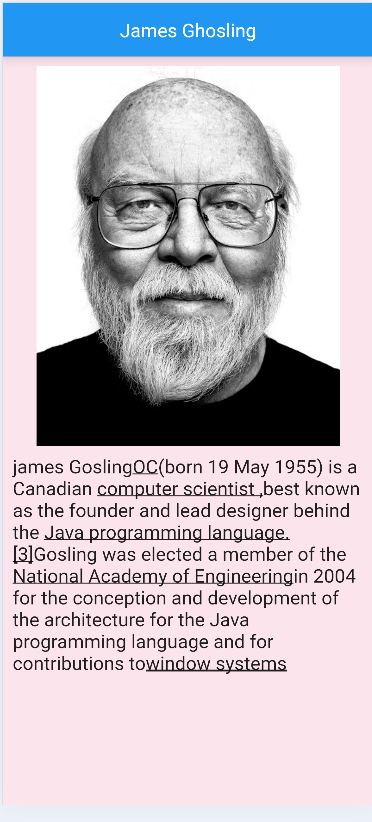 James Ghosling
james GoslingOC(born 19 May 1955) is a
Canadian computer scientist ,best known
as the founder and lead designer behind
the Java programming language.
[3]Gosling was elected a member of the
National Academy of Engineeringin 2004
for the conception and development of
the architecture for the Java
programming language and for
contributions towindow systems